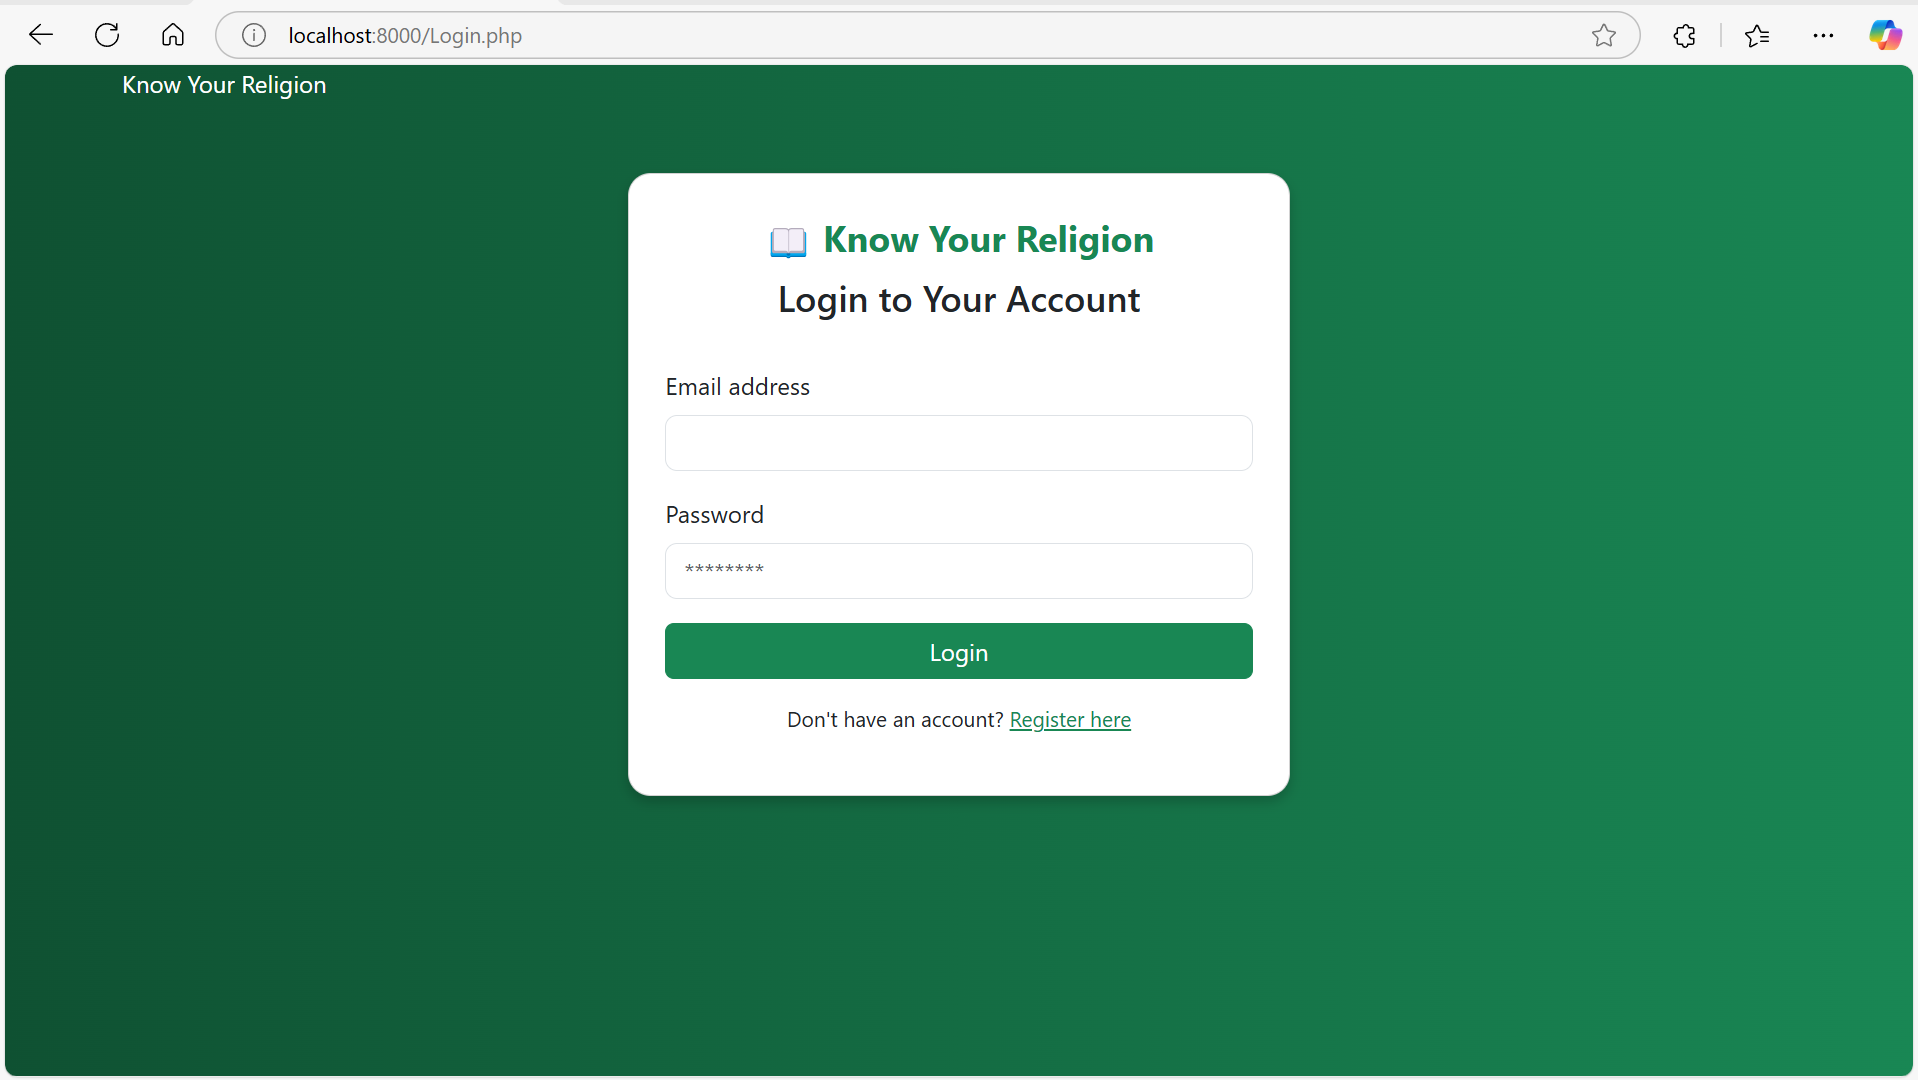 localhost:8000/Login.php
Know Your Religion
Know Your Religion
Login to Your Account
Email address
Password
********
Login
Don't have an account? Register here